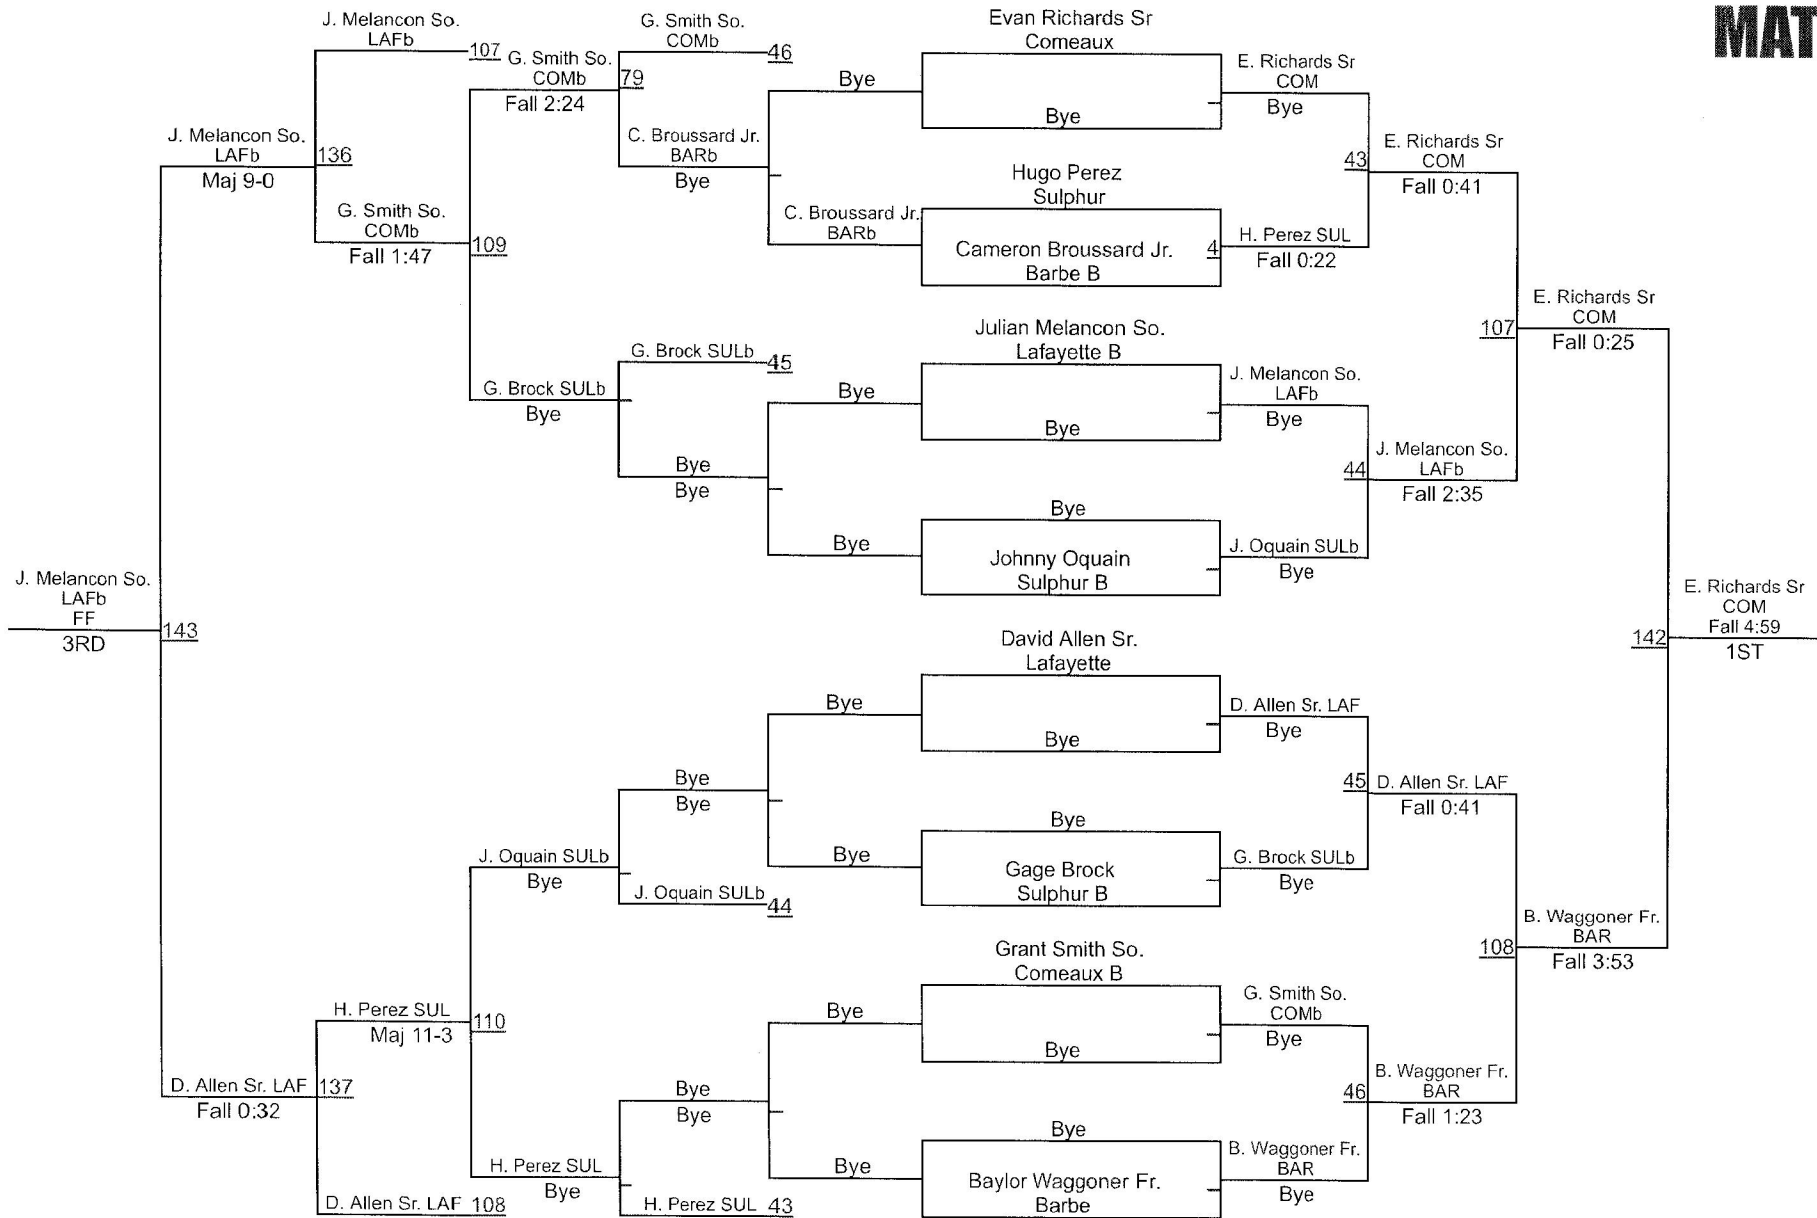 MAT
J. Melancon So.
LAFb
107
136
J. Melancon So.
LAFb
Maj 9-0
G. Smith So.
COMb
Fall 1:47
109
G. Smith So.
COMb
Fall 2:24
79
G. Smith So.
COMb
46
C. Broussard Jr.
BARb
Bye
Bye
C. Broussard Jr.
BARb
G. Brock SULb
Bye
G. Brock SULb
45
Bye
Bye
Bye
Bye
J. Melancon So.
LAFb
FF
3RD
143
D. Allen Sr. LAF
Fall 0:32
137
H. Perez SUL
Maj 11-3
110
D. Allen Sr. LAF
108
J. Oquain SULb
Bye
Bye
Bye
J. Oquain SULb
44
Bye
Bye
H. Perez SUL
Bye
Bye
Bye
H. Perez SUL
43
Bye
Bye
Evan Richards Sr
Comeaux
Bye
Hugo Perez
Sulphur
Cameron Broussard Jr.
Barbe B
4
Julian Melancon So.
Lafayette B
Bye
Bye
Johnny Oquain
Sulphur B
David Allen Sr.
Lafayette
Bye
Bye
Gage Brock
Sulphur B
Grant Smith So.
Comeaux B
Bye
Bye
Baylor Waggoner Fr.
Barbe
E. Richards Sr
COM
Bye
43
H. Perez SUL
Fall 0:22
J. Melancon So.
LAFb
Bye
44
J. Oquain SULb
Bye
D. Allen Sr. LAF
Bye
45
G. Brock SULb
Bye
G. Smith So.
COMb
Bye
46
B. Waggoner Fr.
BAR
Bye
E. Richards Sr
COM
Fall 0:41
107
J. Melancon So.
LAFb
Fall 2:35
D. Allen Sr. LAF
Fall 0:41
108
B. Waggoner Fr.
BAR
Fall 1:23
E. Richards Sr
COM
Fall 0:25
142
B. Waggoner Fr.
BAR
Fall 3:53
E. Richards Sr
COM
Fall 4:59
1ST